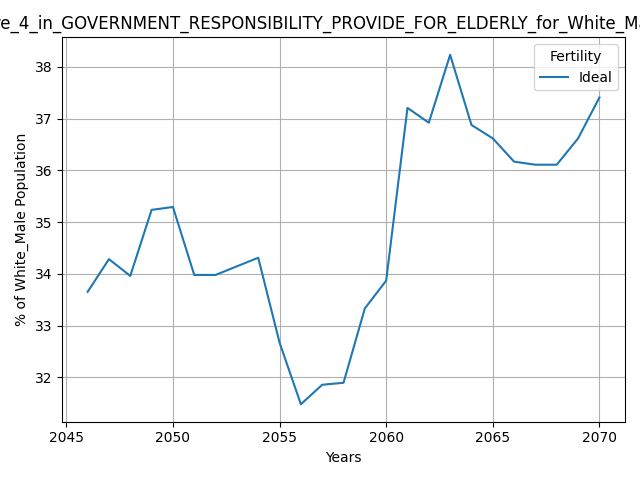 e_4_in_GOVERNMENT_RESPONSIBILITY_PROVIDE_FOR_ELDERLY_for_White_Ma
Fertility
Ideal
% of White_Male Population
38
37
36
35
34
33
32
2045 2050 2055 2060 2065 2070
Years